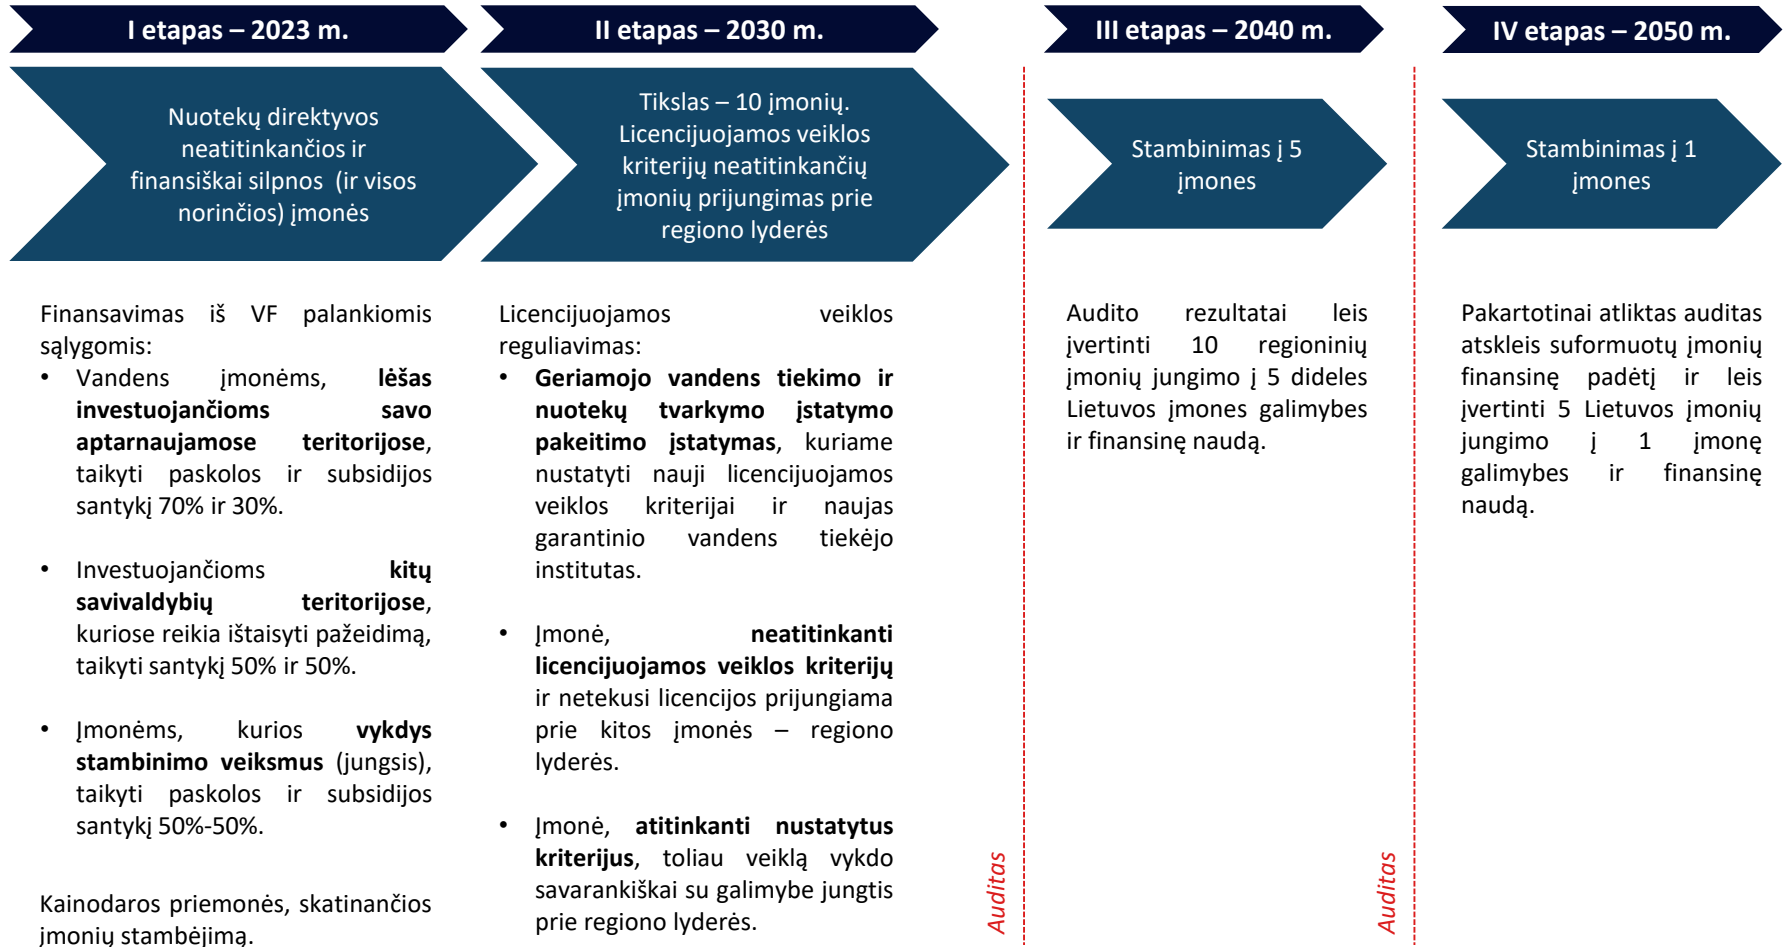 I etapas – 2023 m.
Nuotekų direktyvos
neatitinkančios ir
finansiškai silpnos (ir visos
norinčios) įmonės
Finansavimas iš VF palankiomis
sąlygomis:
• Vandens įmonėms, lėšas
investuojančioms savo
aptarnaujamose teritorijose,
taikyti paskolos ir subsidijos
santykį 70% ir 30%.
• Investuojančioms kitų
savivaldybių teritorijose,
kuriose reikia ištaisyti pažeidimą,
taikyti santykį 50% ir 50%.
• Įmonėms, kurios vykdys
stambinimo veiksmus (jungsis),
taikyti paskolos ir subsidijos
santykį 50%-50%.
Kainodaros priemonės, skatinančios
įmonių stambėjimą.
II etapas – 2030 m.
Tikslas – 10 įmonių.
Licencijuojamos veiklos
kriterijų neatitinkančių
įmonių prijungimas prie
regiono lyderės
Licencijuojamos veiklos
reguliavimas:
• Geriamojo vandens tiekimo ir
nuotekų tvarkymo įstatymo
pakeitimo įstatymas, kuriame
nustatyti nauji licencijuojamos
veiklos kriterijai ir naujas
garantinio vandens tiekėjo
institutas.
• Įmonė, neatitinkanti
licencijuojamos veiklos kriterijų
ir netekusi licencijos prijungiama
prie kitos įmonės – regiono
lyderės.
• Įmonė, atitinkanti nustatytus
kriterijus, toliau veiklą vykdo
savarankiškai su galimybe jungtis
prie regiono lyderės.
Auditas
III etapas – 2040 m.
Stambinimas į 5
įmones
Audito rezultatai leis
įvertinti 10 regioninių
įmonių jungimo į 5 dideles
Lietuvos įmones galimybes
ir finansinę naudą.
Auditas
IV etapas – 2050 m.
Stambinimas į 1
įmones
Pakartotinai atliktas auditas
atskleis suformuotų įmonių
finansinę padėtį ir leis
įvertinti 5 Lietuvos įmonių
jungimo į 1 įmonę
galimybes ir finansinę
naudą.